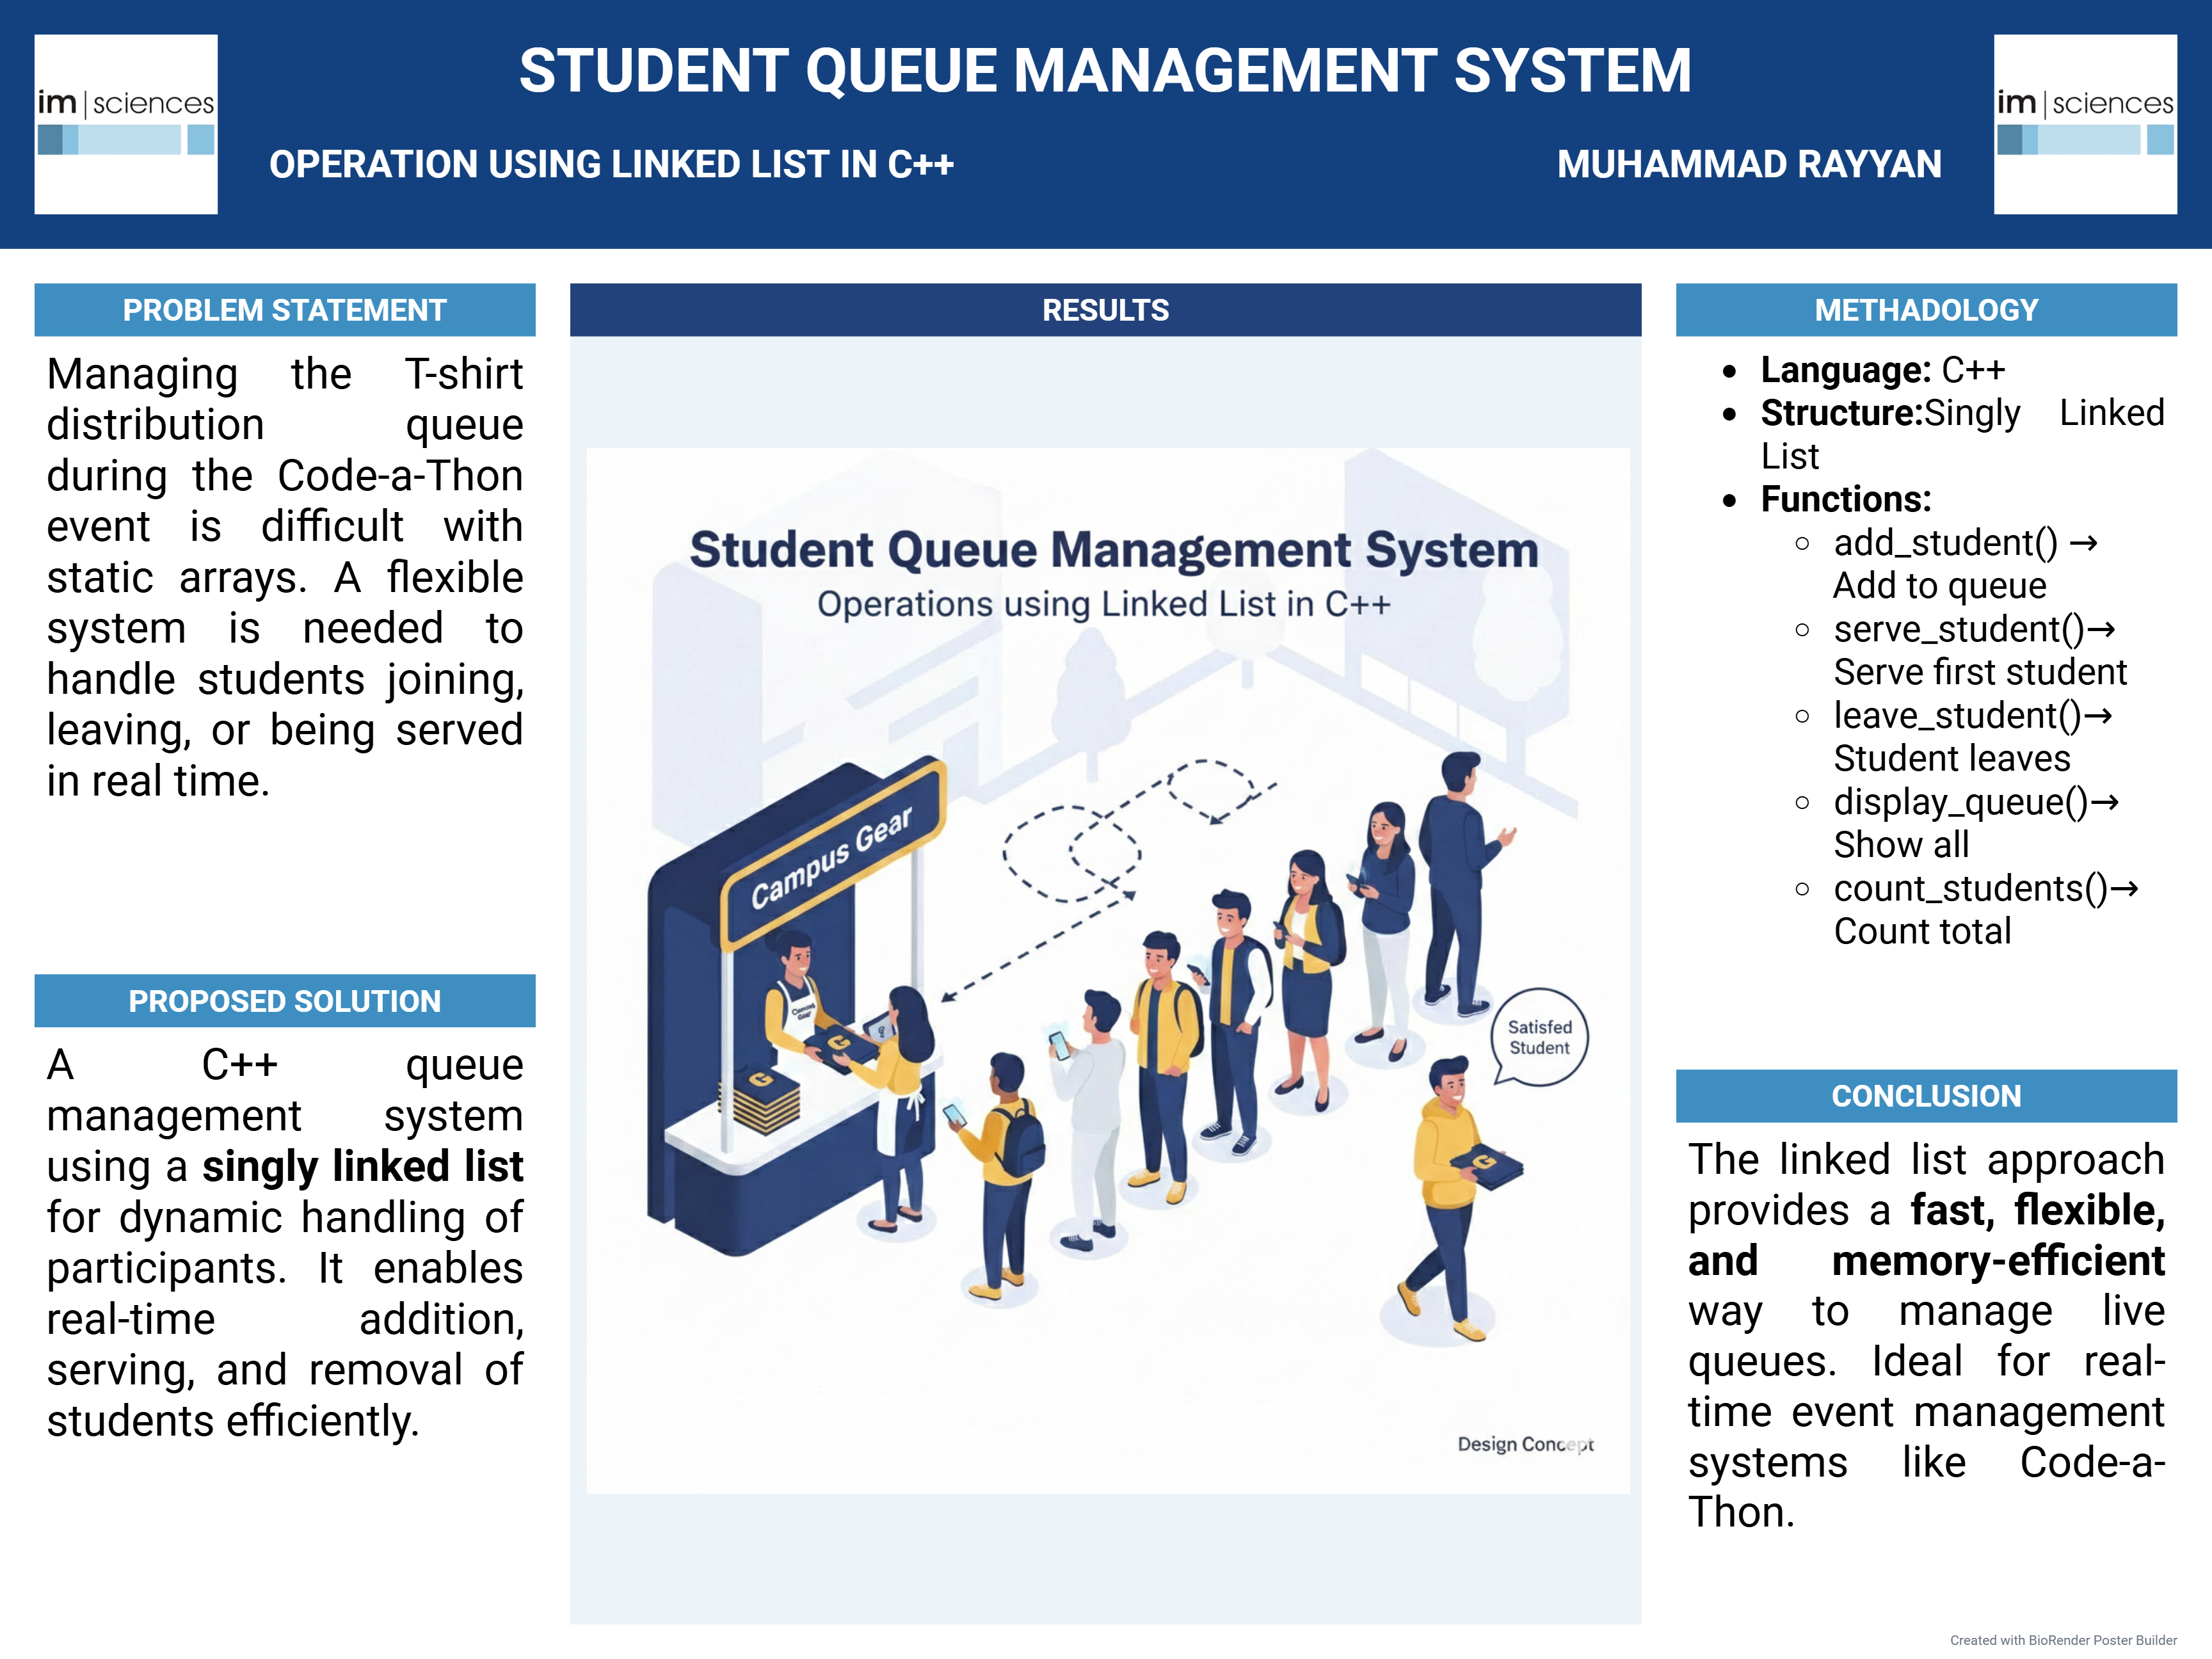 im|sciences
STUDENT QUEUE MANAGEMENT SYSTEM
OPERATION USING LINKED LIST IN C++
MUHAMMAD RAYYAN
im|sciences
PROBLEM STATEMENT
Managing the T-shirt
distribution queue
during the Code-a-Thon
event is difficult with
static arrays. A flexible
system is needed to
handle students joining,
leaving, or being served
in real time.
PROPOSED SOLUTION
A C++ queue
management system
using a singly linked list
for dynamic handling of
participants. It enables
real-time addition,
serving, and removal of
students efficiently.
RESULTS
Student Queue Management System
Operations using Linked List in C++
Campus Gear
Campus
Gear
G
G
Satisfied
Student
G
Design Concept
METHADOLOGY
• Language: C++
• Structure:Singly Linked
List
• Functions:
○ add_student() →
Add to queue
○ serve_student()→
Serve first student
○ leave_student()→
Student leaves
○ display_queue()→
Show all
○ count_students()→
Count total
CONCLUSION
The linked list approach
provides a fast, flexible,
and memory-efficient
way to manage live
queues. Ideal for real-
time event management
systems like Code-a-
Thon.
Created with BioRender Poster Builder